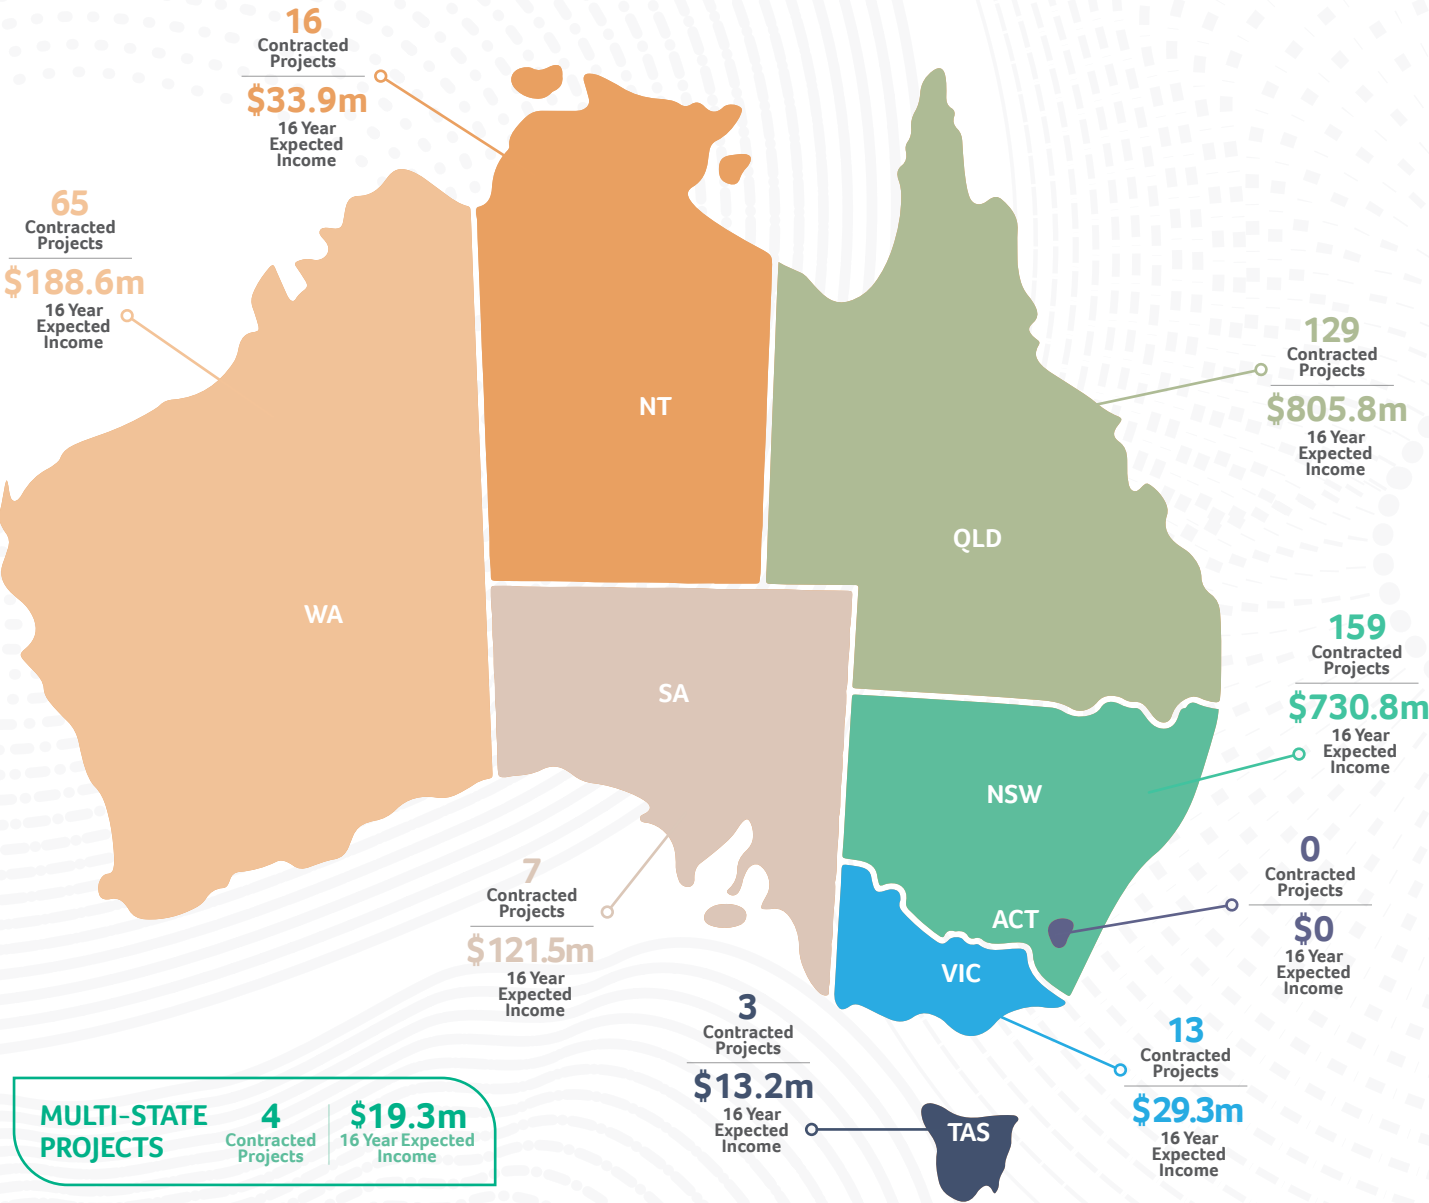 16
Contracted
Projects
$33.9m
16 Year
Expected
Income
65
Contracted
Projects
$188.6m
16 Year
Expected
Income
129
Contracted
Projects
$805.8m
16 Year
Expected
Income
NT
QLD
WA
SA
NSW
ACT
VIC
TAS
159
Contracted
Projects
$730.8m
16 Year
Expected
Income
0
Contracted
Projects
$0
16 Year
Expected
Income
7
Contracted
Projects
$121.5m
16 Year
Expected
Income
3
Contracted
Projects
$13.2m
16 Year
Expected
Income
13
Contracted
Projects
$29.3m
16 Year
Expected
Income
MULTI-STATE
PROJECTS
4
Contracted
Projects
$19.3m
16 Year Expected
Income